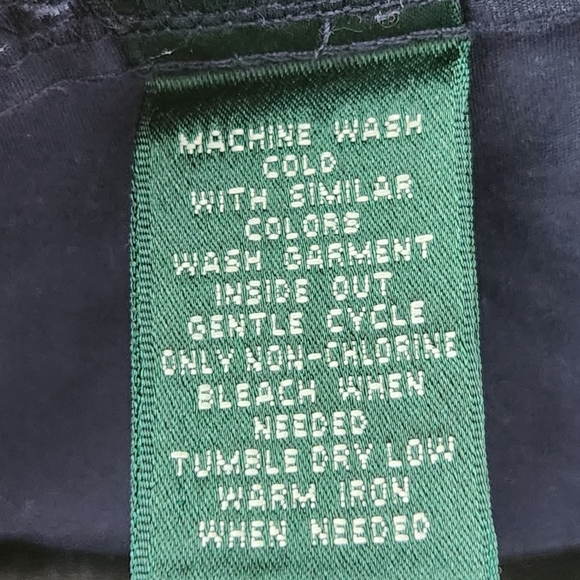 MACHINE WASH
COLD
WITH SIMILAR
COLORS
WASH GARMENT
INSIDE OUT
GENTLE CYCLE
ONLY NON-CHLORINE
BLEACH WHEN
NEEDED
TUMBLE DRY LOW
WARM IRON
WHEN NEEDED